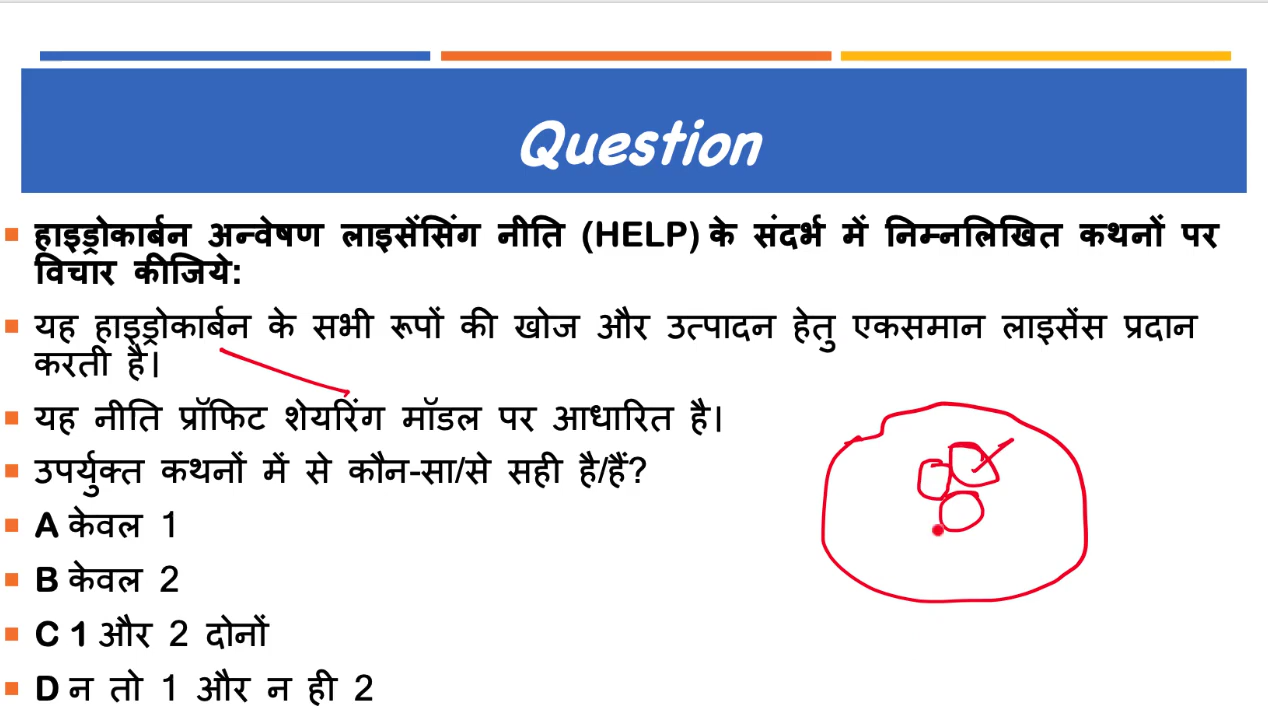 Question
हाइड्रोकार्बन अन्वेषण लाइसेंसिंग नीति (HELP) के संदर्भ में निम्नलिखित कथनों पर
विचार कीजिये:
यह हाइड्रोकार्बन के सभी रूपों की खोज और उत्पादन हेतु एकसमान लाइसेंस प्रदान
करती है।
यह नीति प्रॉफिट शेयरिंग मॉडल पर आधारित है।
उपर्युक्त कथनों में से कौन-सा/से सही है/हैं?
A केवल 1
B केवल 2
C 1 और 2 दोनों
D न तो 1 और न ही 2